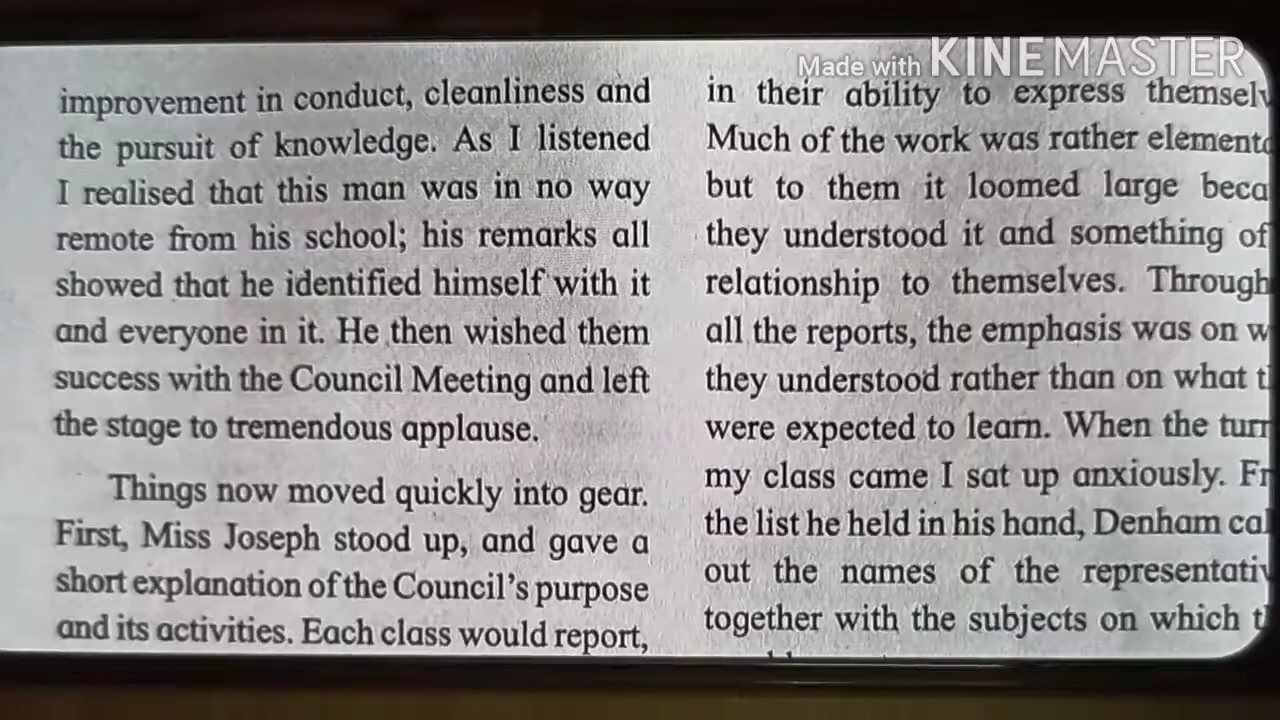 Made with KINEMASTER
improvement in conduct, cleanliness and
the pursuit of knowledge. As I listened
I realised that this man was in no way
remote from his school; his remarks all
showed that he identified himself with it
and everyone in it. He then wished them
success with the Council Meeting and left
the stage to tremendous applause.
Things now moved quickly into gear.
First, Miss Joseph stood up, and gave a
short explanation of the Council's purpose
and its activities. Each class would report,
in their ability to express
Much of the work was rather
but to them it loomed large
they understood it and something of
relationship to themselves.
all the reports, the emphasis was on
they understood rather than on what
were expected to learn. When the
my class came I sat up anxiously.
the list he held in his hand, Denham
out the names of the
together with the subjects on which